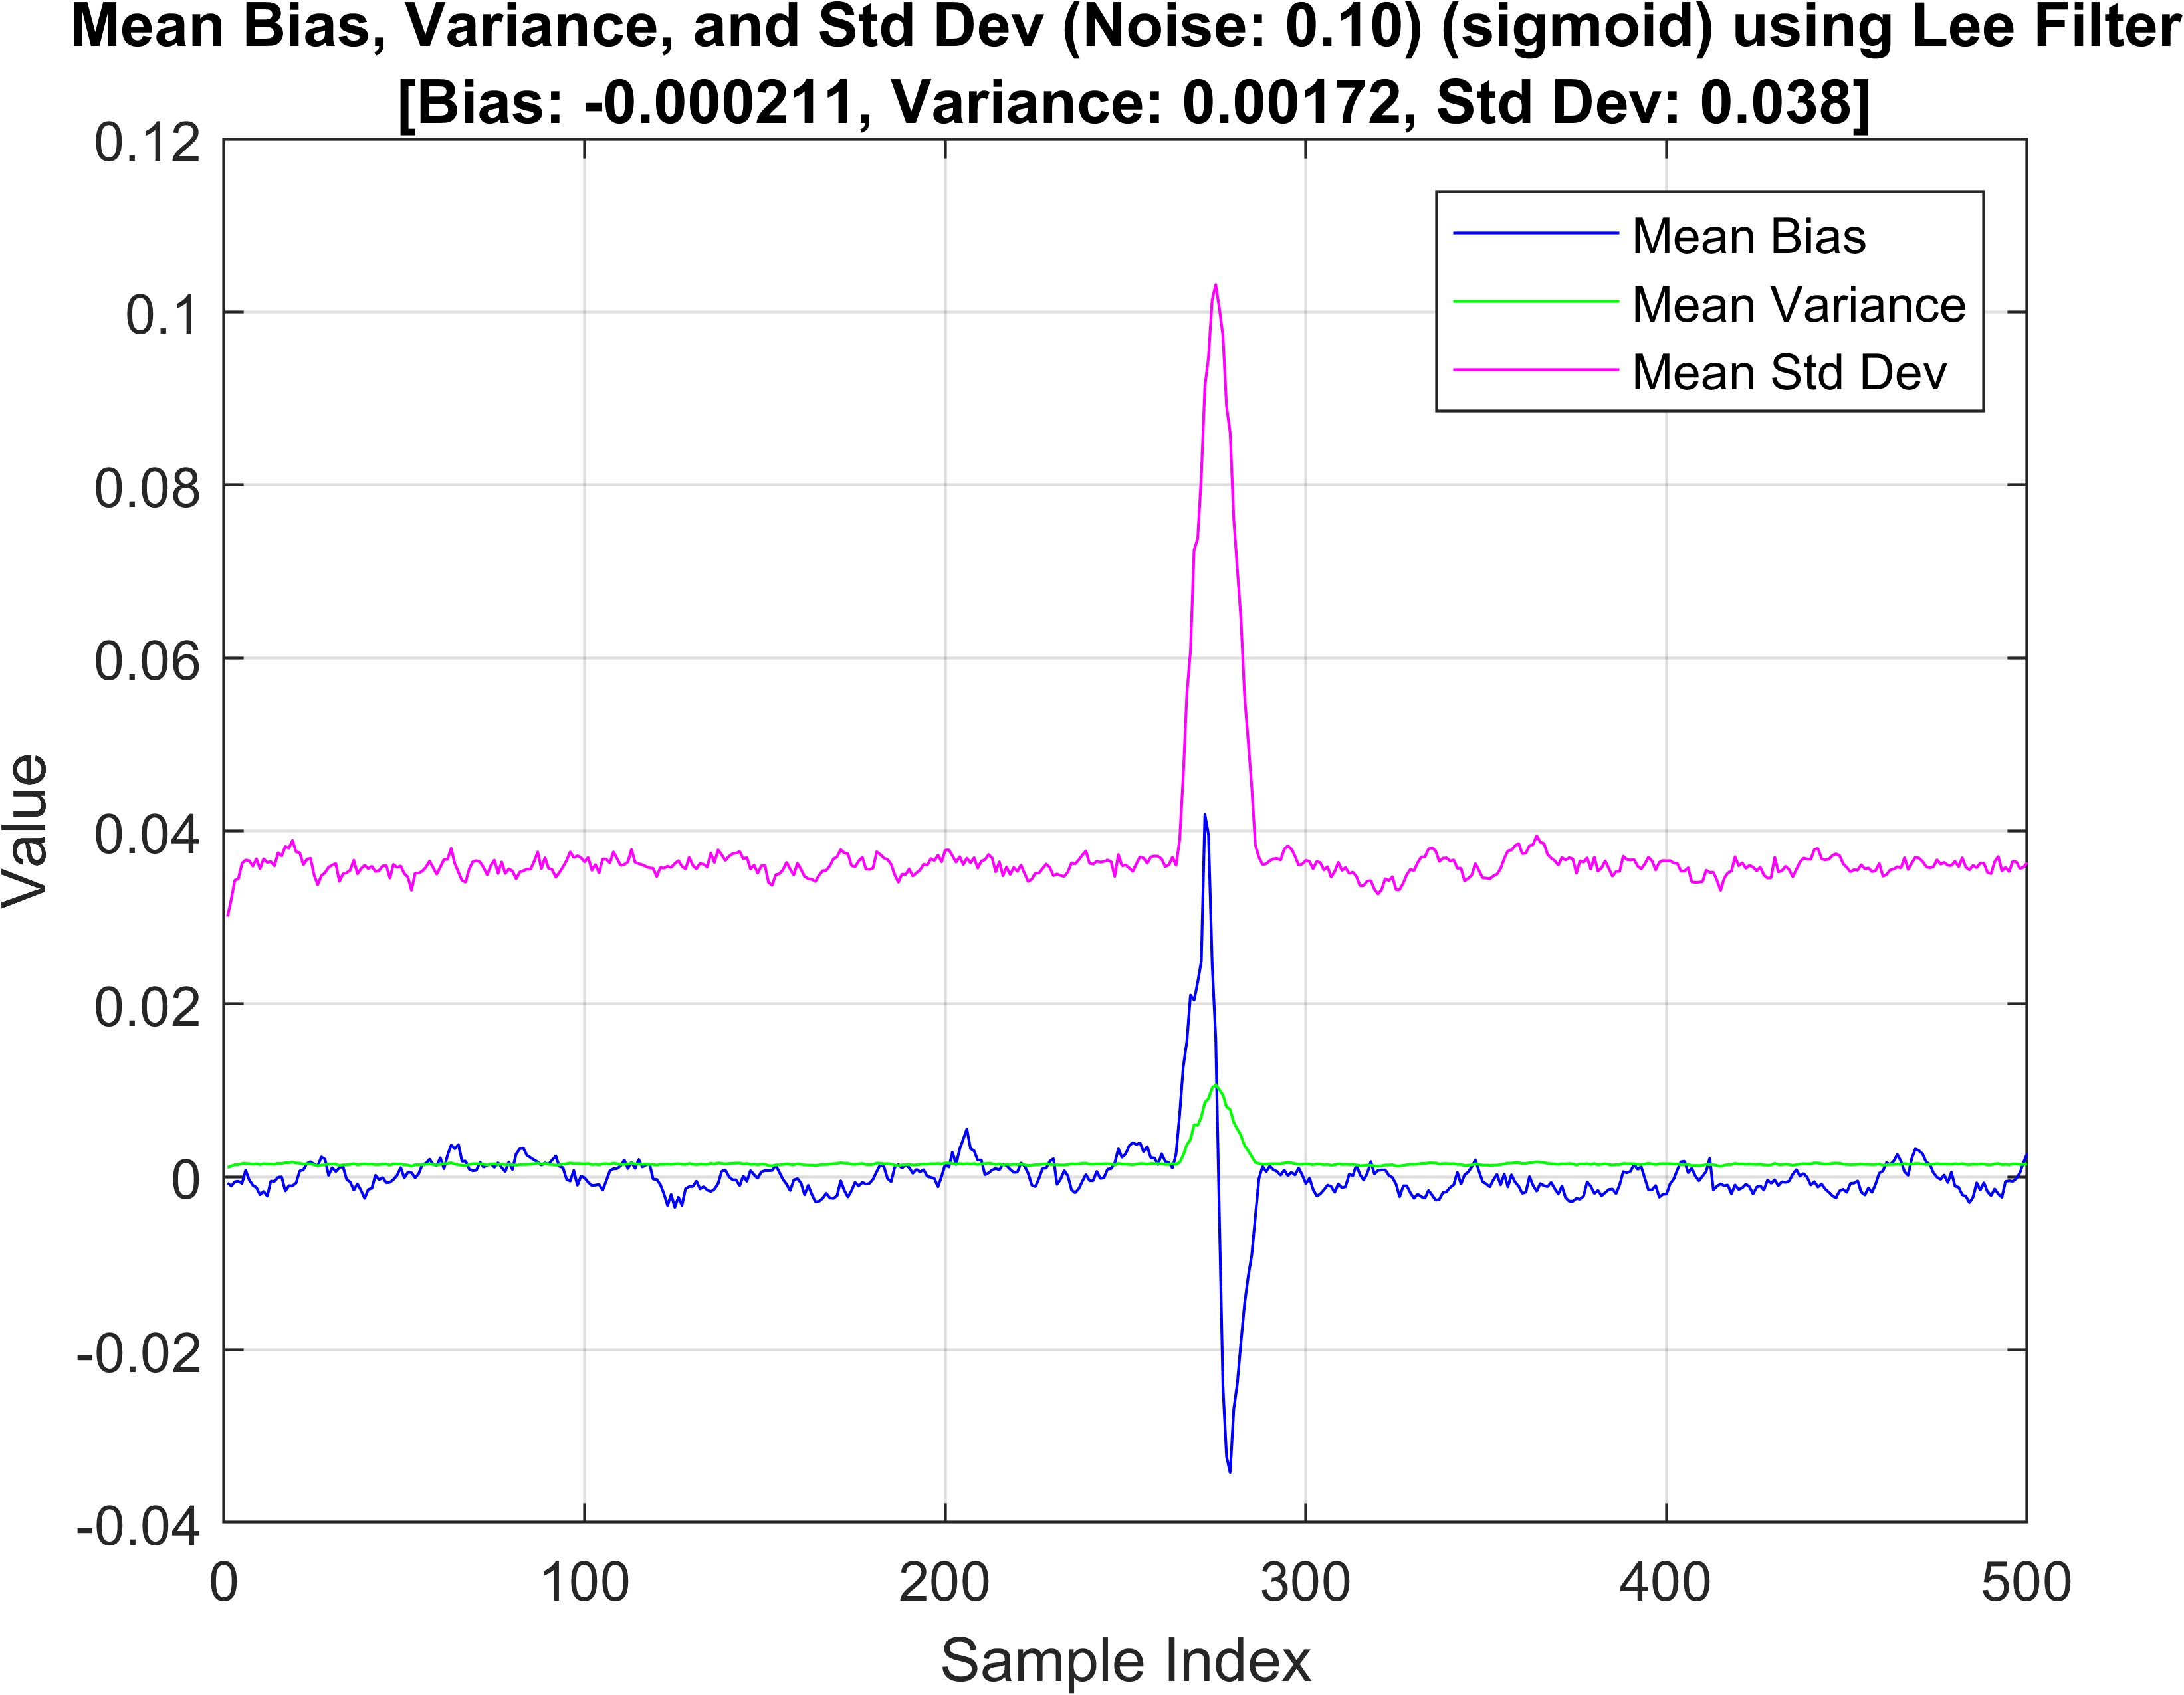 Mean Bias, Variance, and Std Dev (Noise: 0.10) (sigmoid) using Lee Filter
[Bias: -0.000211, Variance: 0.00172, Std Dev: 0.038]
0.12
0.1
0.08
0.06
0.04
0.02
0
-0.02
-0.04
Value
Mean Bias
Mean Variance
Mean Std Dev
0 100 200 300 400 500
Sample Index